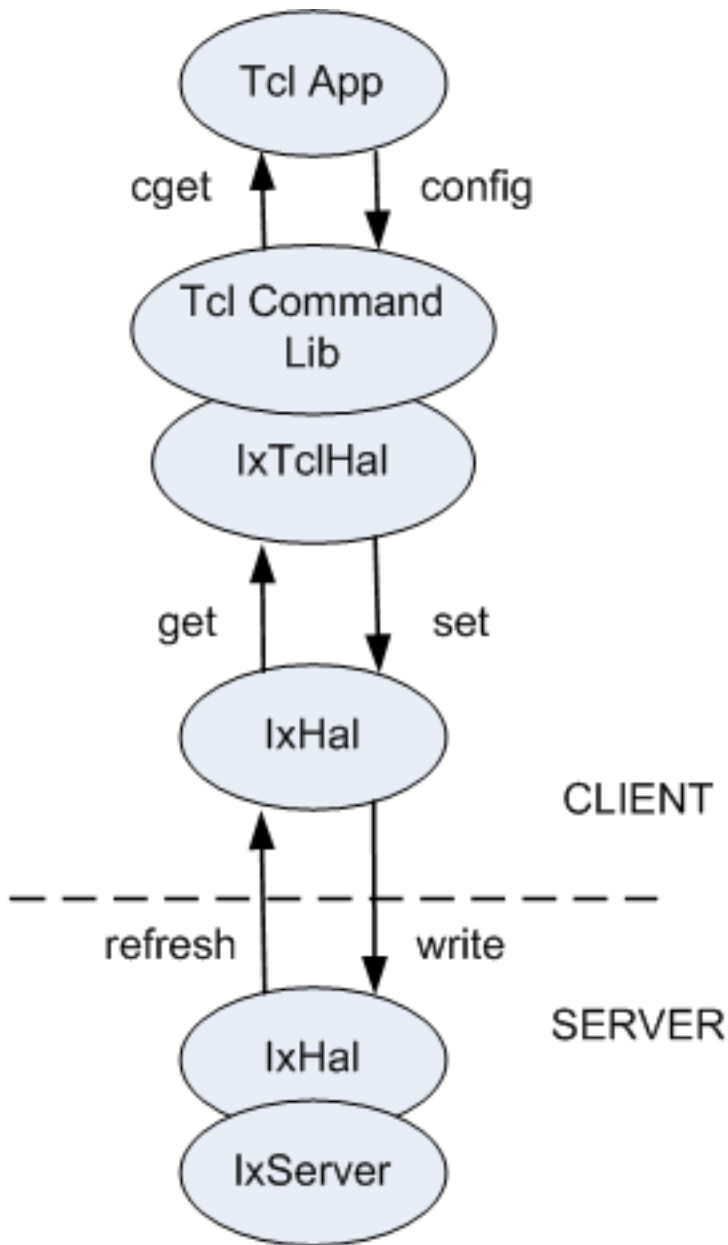 Tcl App
cget
config
Tcl Command
Lib
IxTclHal
get
set
IxHal
CLIENT
refresh
write
SERVER
IxHal
IxServer